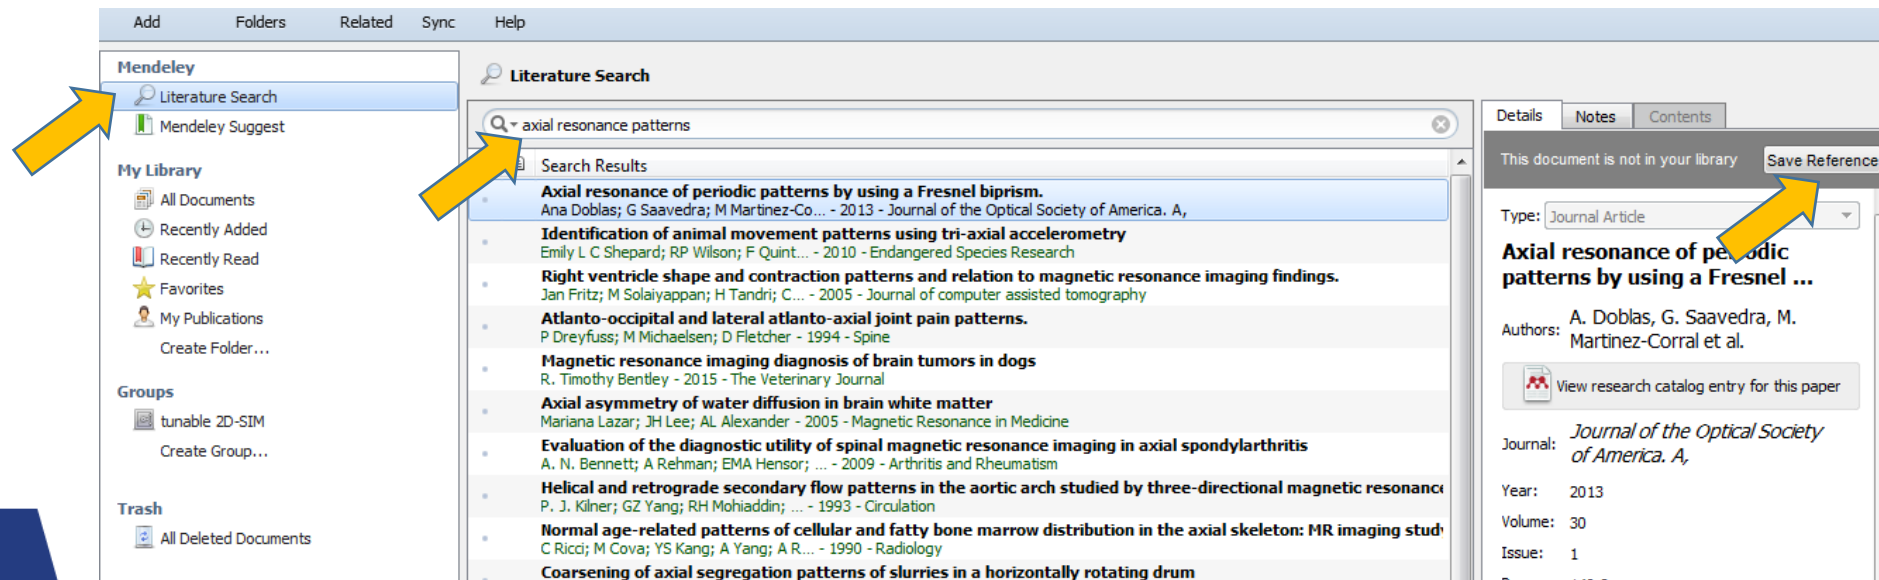 Add Folders Related Sync Help
Mendeley
Literature Search
Mendeley Suggest
My Library
All Documents
Recently Added
Recently Read
Favorites
My Publications
Create Folder...
Groups
tunable 2D-SIM
Create Group...
Trash
All Deleted Documents
Literature Search
axial resonance patterns
Search Results
Axial resonance of periodic patterns by using a Fresnel biprism.
Ana Doblas; G Saavedra; M Martinez-Co... - 2013 - Journal of the Optical Society of America. A,
Identification of animal movement patterns using tri-axial accelerometry
Emily L C Shepard; RP Wilson; F Quint... - 2010 - Endangered Species Research
Right ventricle shape and contraction patterns and relation to magnetic resonance imaging findings.
Jan Fritz; M Solaiyappan; H Tandri; C... - 2005 - Journal of computer assisted tomography
Atlanto-occipital and lateral atlanto-axial joint pain patterns.
P Dreyfuss; M Michaelsen; D Fletcher - 1994 - Spine
Magnetic resonance imaging diagnosis of brain tumors in dogs
R. Timothy Bentley - 2015 - The Veterinary Journal
Axial asymmetry of water diffusion in brain white matter
Mariana Lazar; JH Lee; AL Alexander - 2005 - Magnetic Resonance in Medicine
Evaluation of the diagnostic utility of spinal magnetic resonance imaging in axial spondylarthritis
A. N. Bennett; A Rehman; EMA Hensor; ... - 2009 - Arthritis and Rheumatism
Helical and retrograde secondary flow patterns in the aortic arch studied by three-directional magnetic resonance
P. J. Kilner; GZ Yang; RH Mohiaddin; ... - 1993 - Circulation
Normal age-related patterns of cellular and fatty bone marrow distribution in the axial skeleton: MR imaging study
C Ricci; M Cova; YS Kang; A Yang; A R... - 1990 - Radiology
Coarsening of axial segregation patterns of slurries in a horizontally rotating drum
Details Notes Contents
This document is not in your library Save Reference
Type: Journal Article
Axial resonance of periodic
patterns by using a Fresnel ...
Authors: A. Doblas, G. Saavedra, M.
Martinez-Corral et al.
View research catalog entry for this paper
Journal: Journal of the Optical Society
of America. A,
Year: 2013
Volume: 30
Issue: 1